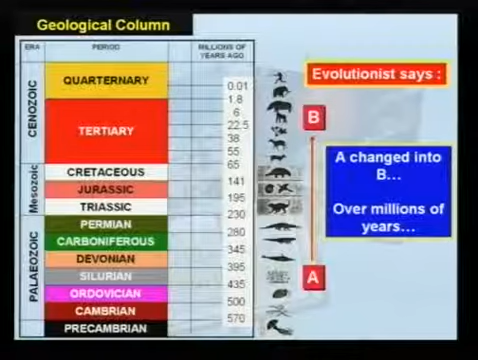 Geological Column
ERA
PERIOD
MILLIONS OF
YEARS AGO
CENOZOIC
QUARTERNARY
TERTIARY
Mesozoic
CRETACEOUS
JURASSIC
TRIASSIC
PALAEOZOIC
PERMIAN
CARBONIFEROUS
DEVONIAN
SILURIAN
ORDOVICIAN
CAMBRIAN
PRECAMBRIAN
0.01
1.8
6
22.5
38
55
65
141
195
230
280
345
395
435
500
570
B
A
Evolutionist says :
A changed into
B...
Over millions of
years...